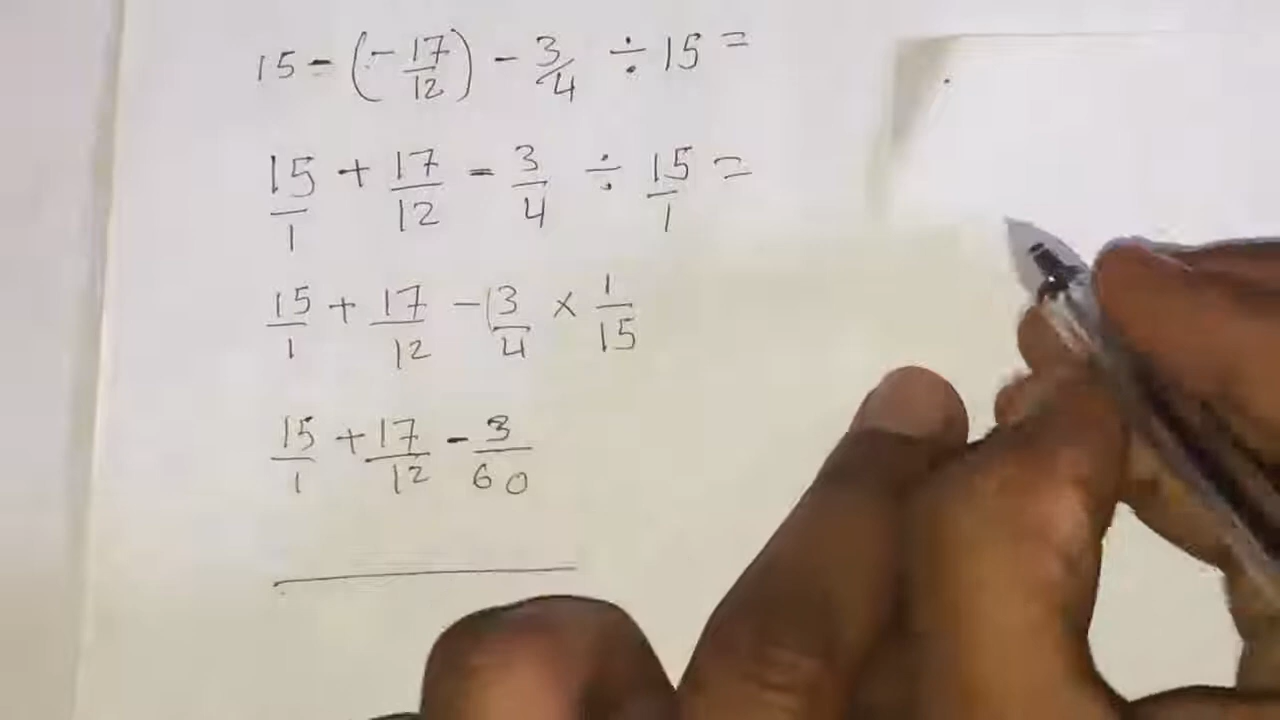 15 - (-17/12) - 3/4 ÷ 15 =
15/1 + 17/12 - 3/4 ÷ 15/1 =
15/1 + 17/12 - (3/4 × 1/15
15/1 + 17/12 - 3/60